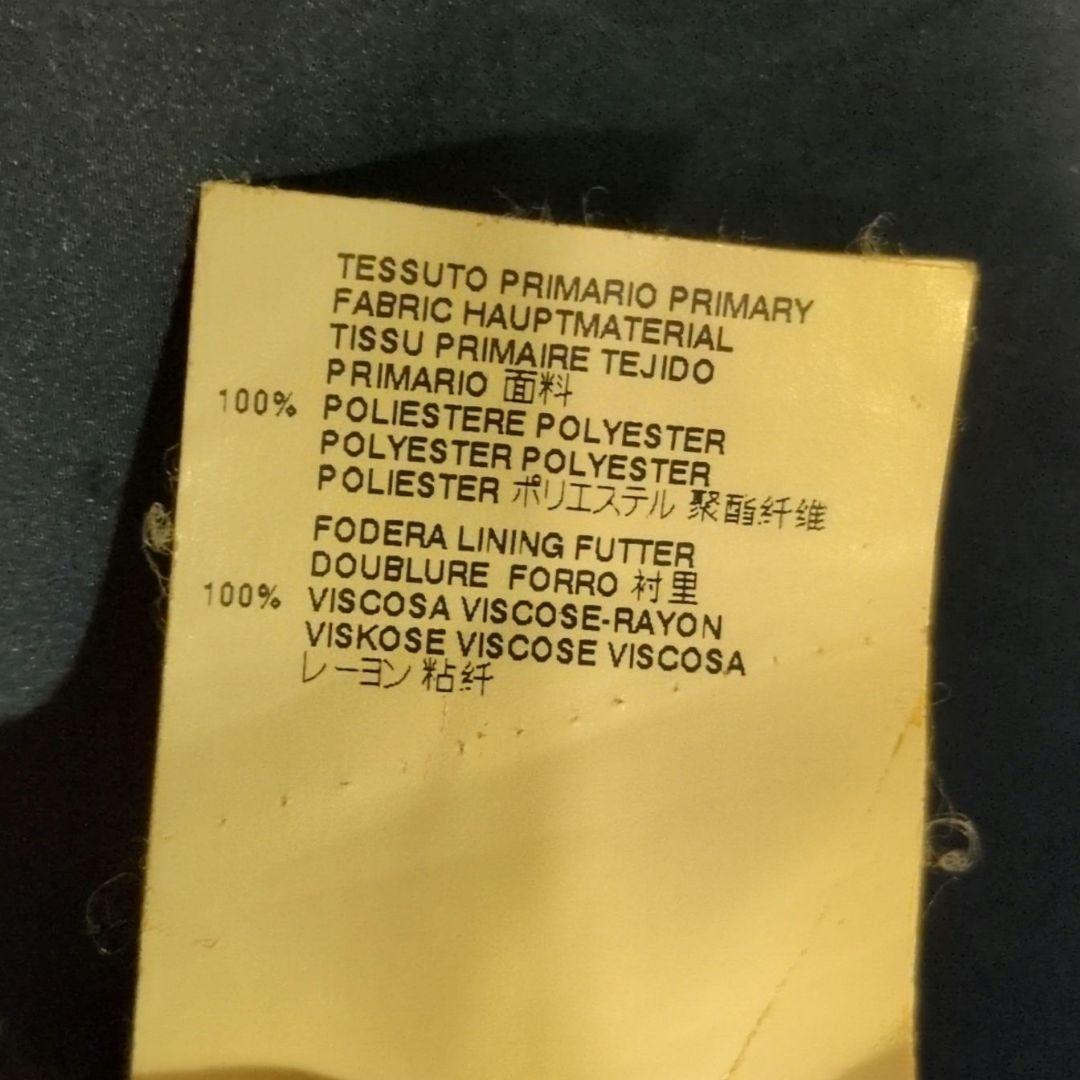 TESSUTO PRIMARIO PRIMARY
FABRIC HAUPTMATERIAL
TISSU PRIMAIRE TEJIDO
PRIMARIO 面料
100% POLIESTERE POLYESTER
POLYESTER POLYESTER
POLIESTER ポリエステル 聚酯纤维
FODERA LINING FUTTER
DOUBLURE FORRO 衬里
100% VISCOSA VISCOSE-RAYON
VISKOSE VISCOSE VISCOSA
レーヨン 粘纤